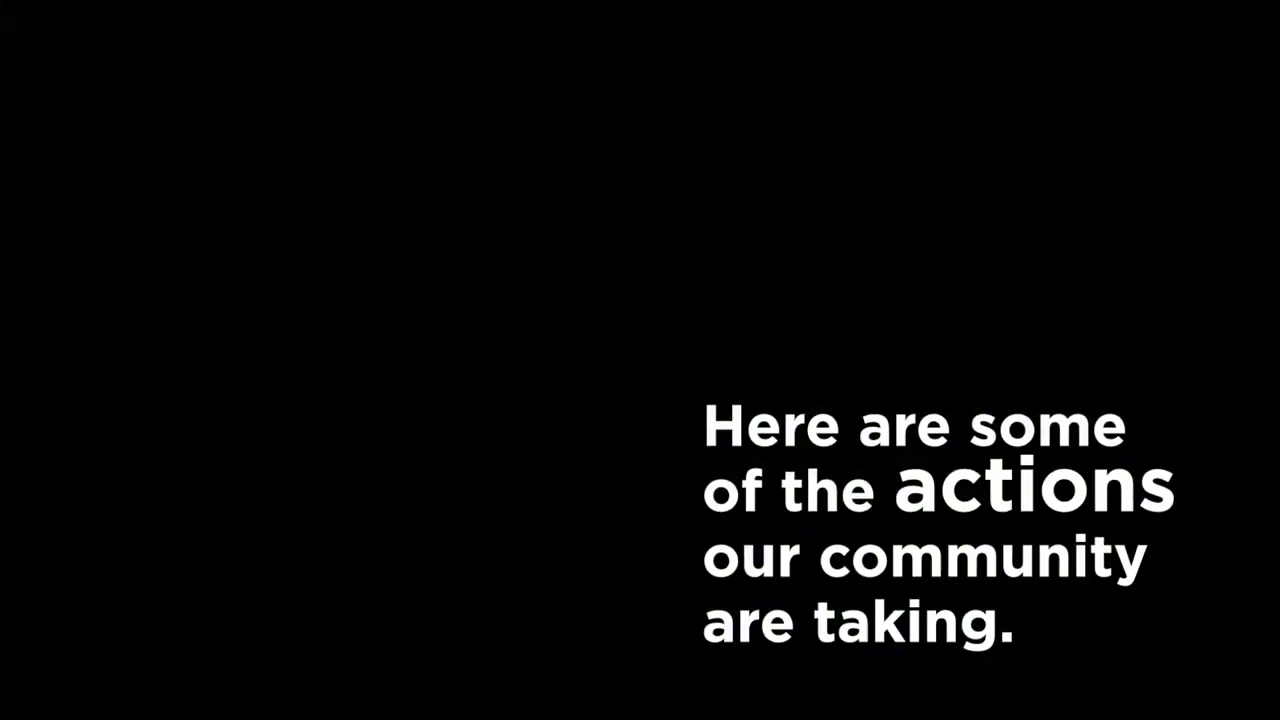 Here are some
of the actions
our community
are taking.